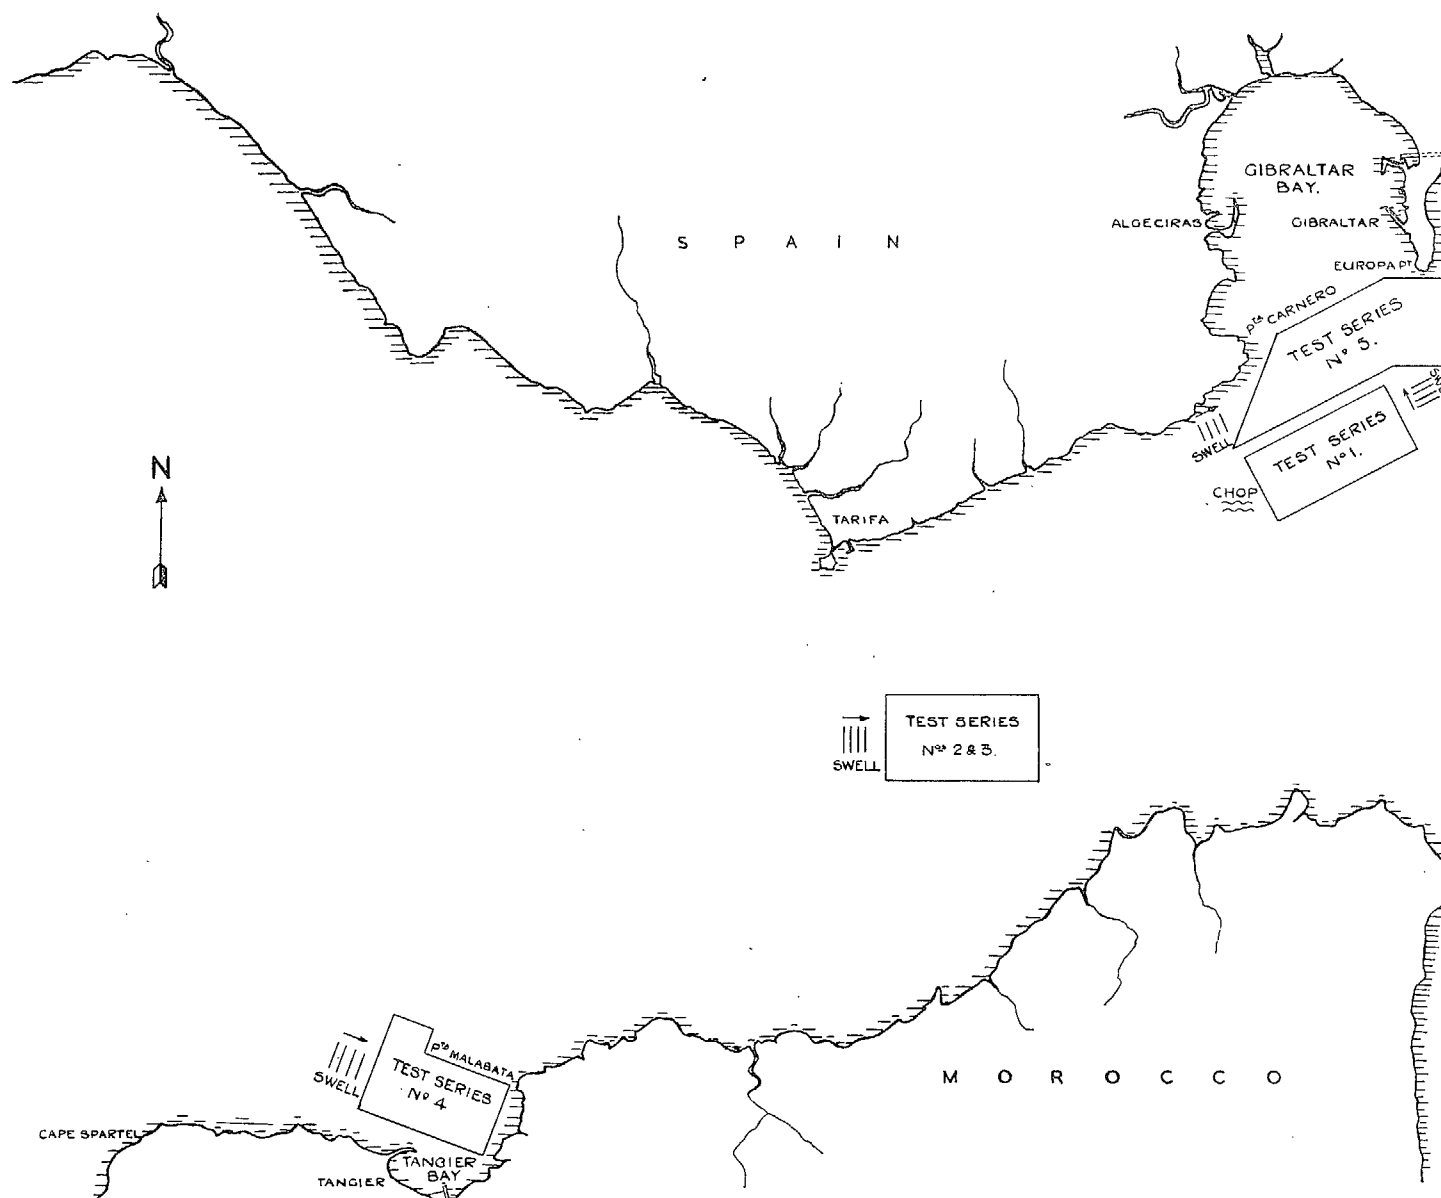 GIBRALTAR
BAY.
ALGECIRAS
GIBRALTAR
S P A I N
EUROPA PT
PTA CARNERO
TEST SERIES
No 5.
SWELL
TEST SERIES
No 1.
CHOP
N
TARIFA
TEST SERIES
Nos 2 & 3.
SWELL
PTA MALABATA
TEST SERIES
No 4
SWELL
M O R O C C O
CAPE SPARTEL
TANGIER
BAY
TANGIER